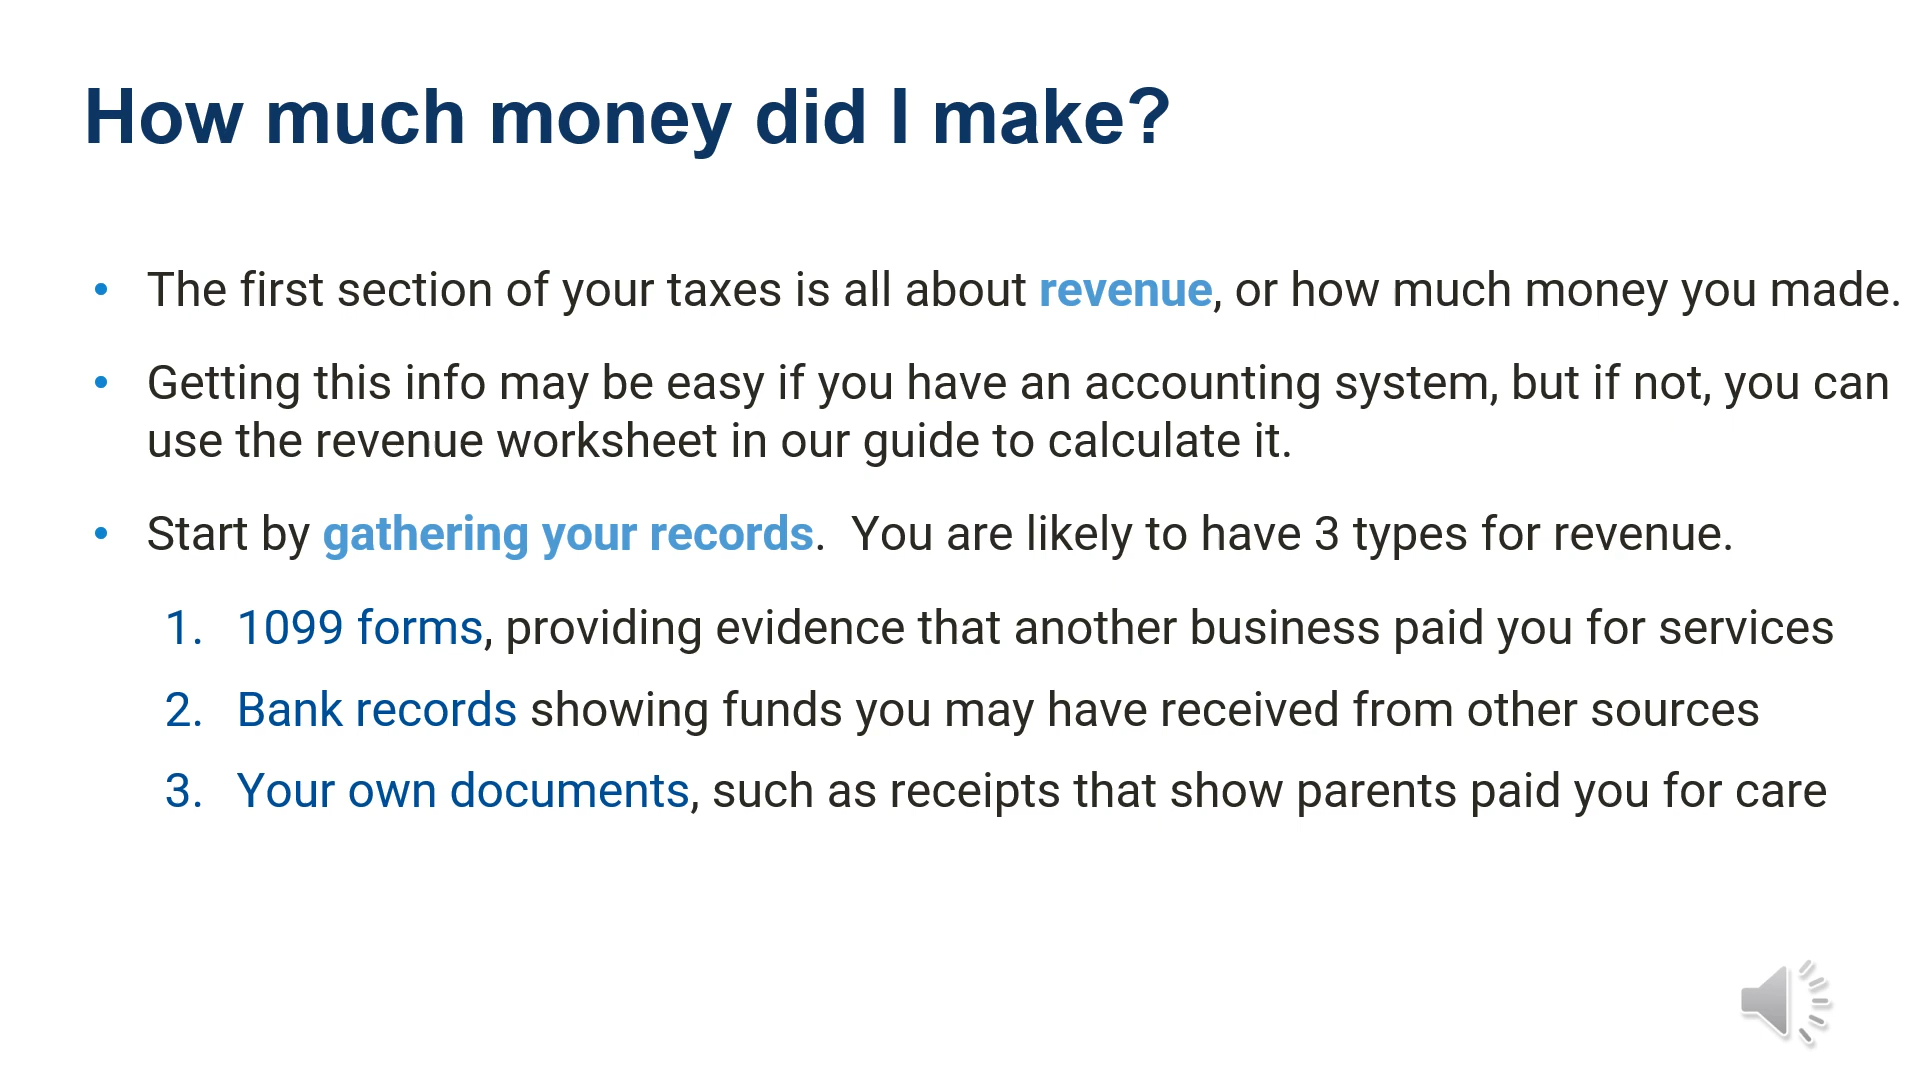 How much money did I make?
• The first section of your taxes is all about revenue, or how much money you made.
• Getting this info may be easy if you have an accounting system, but if not, you can
use the revenue worksheet in our guide to calculate it.
• Start by gathering your records.  You are likely to have 3 types for revenue.
1. 1099 forms, providing evidence that another business paid you for services
2. Bank records showing funds you may have received from other sources
3. Your own documents, such as receipts that show parents paid you for care